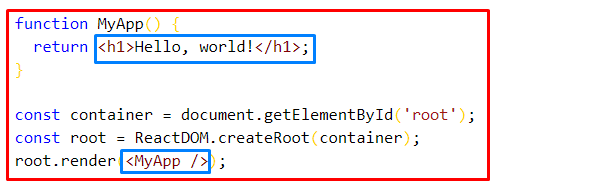 function MyApp() {
  return <h1>Hello, world!</h1>;
}
const container = document.getElementById('root');
const root = ReactDOM.createRoot(container);
root.render(<MyApp />);